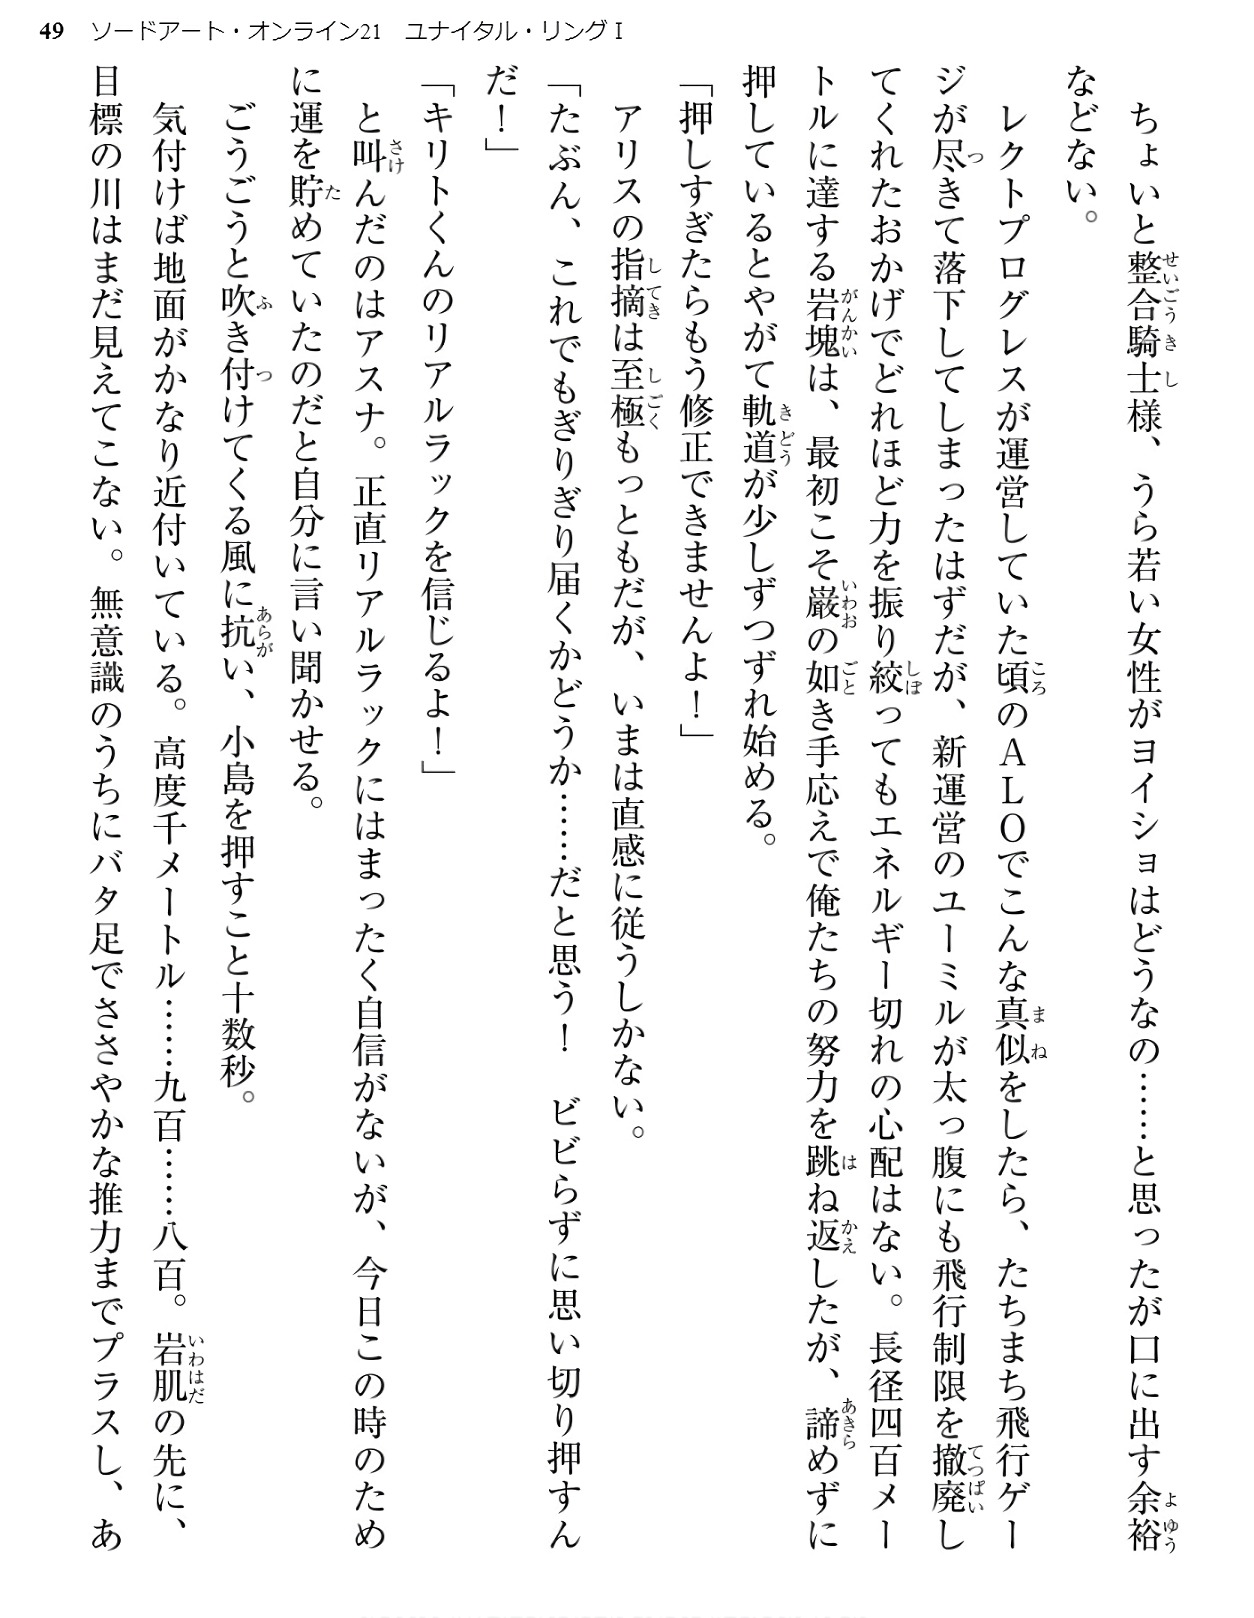 49 ソードアート・オンライン21 ユナイタル・リングⅠ
ちょいと整合騎士様、うら若い女性がヨイショはどうなの……と思ったが口に出す余裕
などない。
レクトプログレスが運営していた頃のＡＬＯでこんな真似をしたら、たちまち飛行ゲー
ジが尽きて落下してしまったはずだが、新運営のユーミルが太っ腹にも飛行制限を撤廃し
てくれたおかげでどれほど力を振り絞ってもエネルギー切れの心配はない。長径四百メー
トルに達する岩塊は、最初こそ巌の如き手応えで俺たちの努力を跳ね返したが、諦めずに
押しているとやがて軌道が少しずつずれ始める。
「押しすぎたらもう修正できませんよ！」
アリスの指摘は至極もっともだが、いまは直感に従うしかない。
「たぶん、これでもぎりぎり届くかどうか……だと思う！　ビビらずに思い切り押すん
だ！」
「キリトくんのリアルラックを信じるよ！」
と叫んだのはアスナ。正直リアルラックにはまったく自信がないが、今日この時のため
に運を貯めていたのだと自分に言い聞かせる。
ごうごうと吹き付けてくる風に抗い、小島を押すこと十数秒。
気付けば地面がかなり近付いている。高度千メートル……九百……八百。岩肌の先に、
目標の川はまだ見えてこない。無意識のうちにバタ足でささやかな推力までプラスし、あ